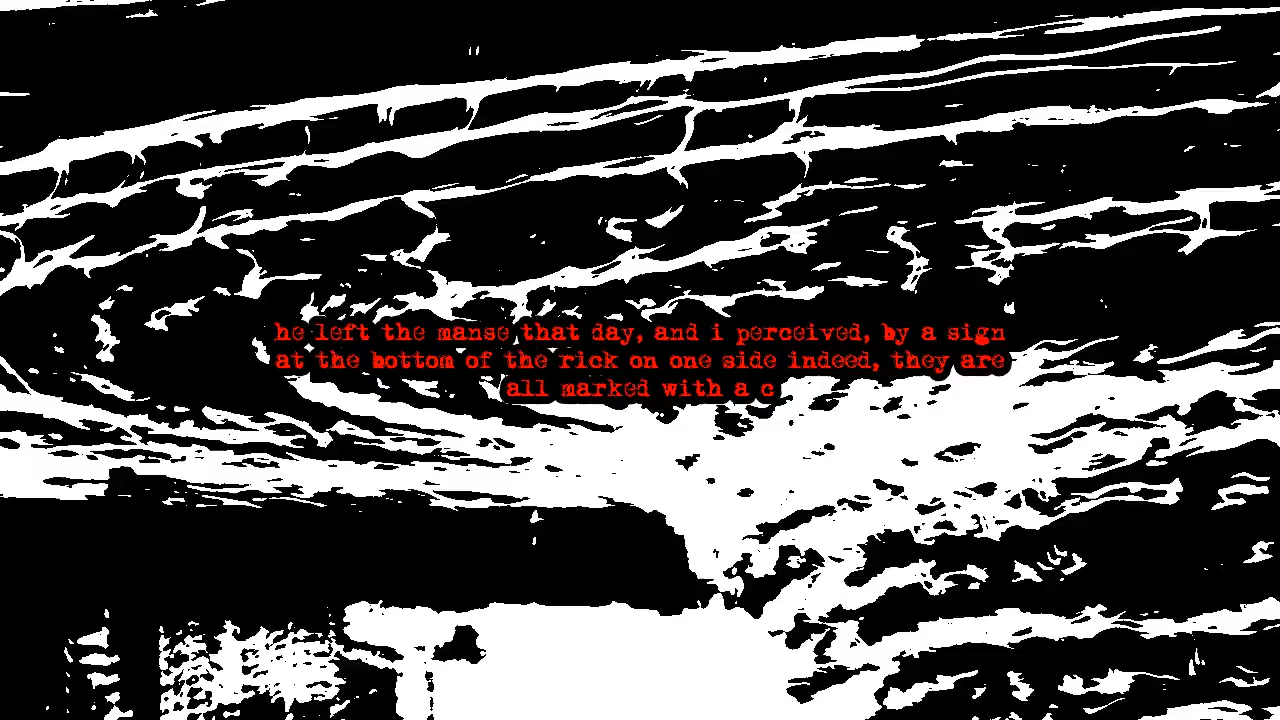 he left the manse that day, and i perceived, by a sign
at the bottom of the rick on one side indeed, they are
all marked with a c